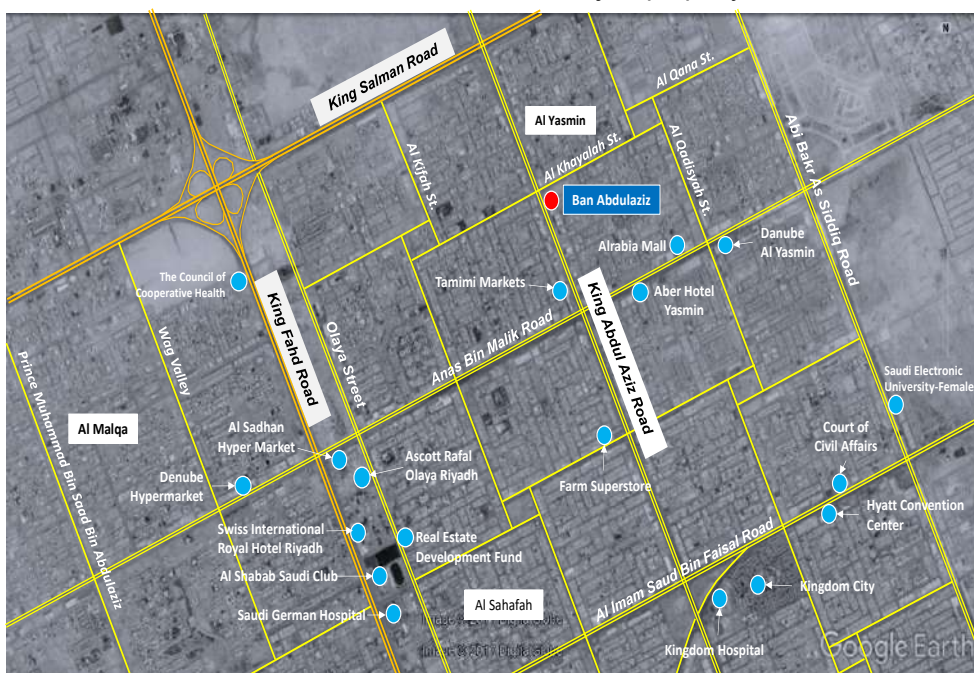 N
King Salman Road
Al Qana St.
Al Yasmin
Abi Bakr As Siddiq Road
Al Kifah St.
Al Khayalah St.
Al Qadisyah St.
Ban Abdulaziz
Alrabia Mall
Danube
Al Yasmin
The Council of
Cooperative Health
Tamimi Markets
Aber Hotel
Yasmin
King Fahd Road
Olaya Street
King Abdul Aziz Road
Anas Bin Malik Road
Wag Valley
Prince Muhammad Bin Saad Bin Abdulaziz
Saudi Electronic
University-Female
Al Malqa
Al Sadhan
Hyper Market
Court of
Civil Affairs
Ascott Rafal
Olaya Riyadh
Denube
Hypermarket
Farm Superstore
Hyatt Convention
Center
Swiss International
Royal Hotel Riyadh
Real Estate
Development Fund
Al Imam Saud Bin Faisal Road
Al Shabab Saudi Club
Kingdom City
Al Sahafah
Saudi German Hospital
Kingdom Hospital
Google Earth